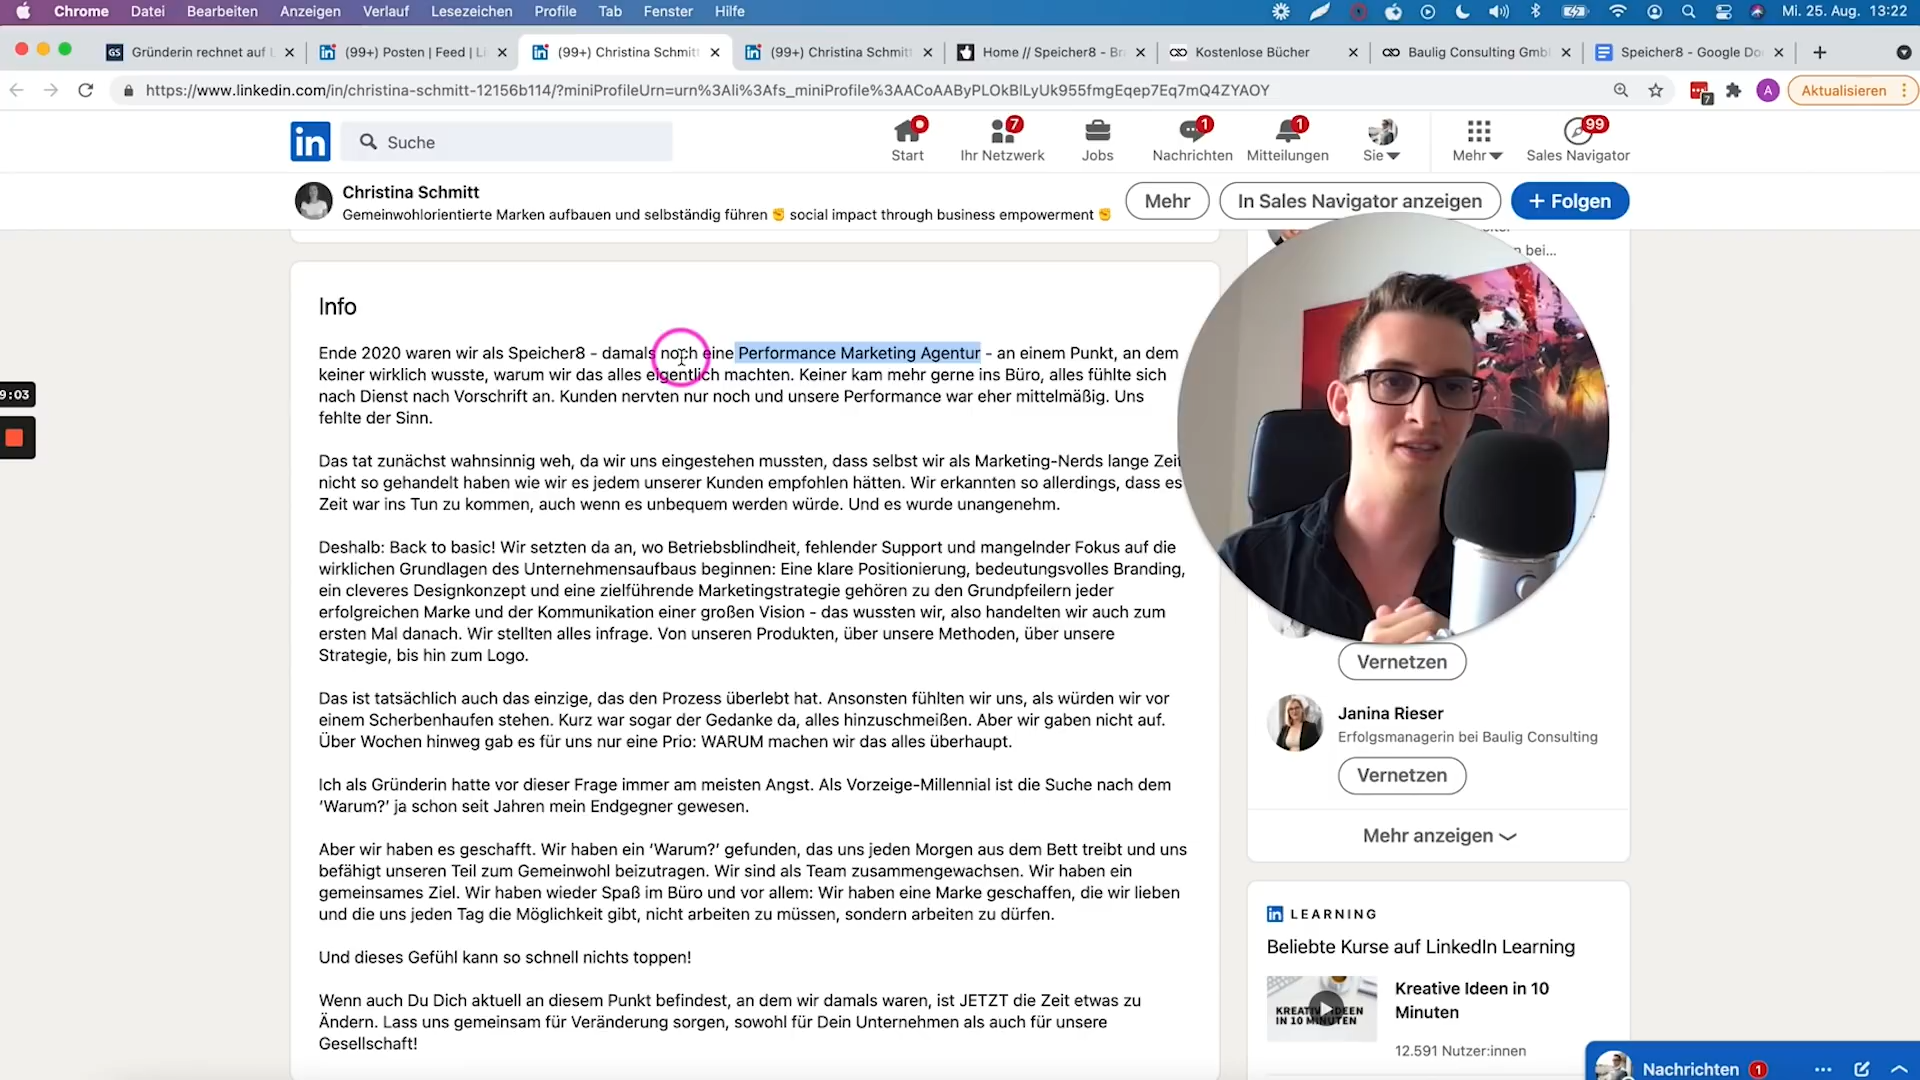 Chrome Datei Bearbeiten Anzeigen Verlauf Lesezeichen Profile Tab Fenster Hilfe Mi. 25. Aug. 13:22
GS Gründerin rechnet auf (99+) Posten | Feed | Li (99+) Christina Schmitt (99+) Christina Schmitt Home // Speicher8 - Br Kostenlose Bücher Baulig Consulting GmbH Speicher8 - Google Do
https://www.linkedin.com/in/christina-schmitt-12156b114/?miniProfileUrn=urn%3Ali%3Afs_miniProfile%3AACoAAByPLOkBlLyUk955fmgEqep7Eq7mQ4ZYAOY 7 A Aktualisieren
in Suche
7 1 1 99
Start Ihr Netzwerk Jobs Nachrichten Mitteilungen Sie Mehr Sales Navigator
Christina Schmitt
Gemeinwohlorientierte Marken aufbauen und selbständig führen ✊ social impact through business empowerment ✊
Mehr In Sales Navigator anzeigen + Folgen
n bei...
Info
Ende 2020 waren wir als Speicher8 - damals noch eine Performance Marketing Agentur - an einem Punkt, an dem
keiner wirklich wusste, warum wir das alles eigentlich machten. Keiner kam mehr gerne ins Büro, alles fühlte sich
nach Dienst nach Vorschrift an. Kunden nervten nur noch und unsere Performance war eher mittelmäßig. Uns
fehlte der Sinn.
9:03
Das tat zunächst wahnsinnig weh, da wir uns eingestehen mussten, dass selbst wir als Marketing-Nerds lange Zeit
nicht so gehandelt haben wie wir es jedem unserer Kunden empfohlen hätten. Wir erkannten so allerdings, dass es
Zeit war ins Tun zu kommen, auch wenn es unbequem werden würde. Und es wurde unangenehm.
Deshalb: Back to basic! Wir setzten da an, wo Betriebsblindheit, fehlender Support und mangelnder Fokus auf die
wirklichen Grundlagen des Unternehmensaufbaus beginnen: Eine klare Positionierung, bedeutungsvolles Branding,
ein cleveres Designkonzept und eine zielführende Marketingstrategie gehören zu den Grundpfeilern jeder
erfolgreichen Marke und der Kommunikation einer großen Vision - das wussten wir, also handelten wir auch zum
ersten Mal danach. Wir stellten alles infrage. Von unseren Produkten, über unsere Methoden, über unsere
Strategie, bis hin zum Logo.
Das ist tatsächlich auch das einzige, das den Prozess überlebt hat. Ansonsten fühlten wir uns, als würden wir vor
einem Scherbenhaufen stehen. Kurz war sogar der Gedanke da, alles hinzuschmeißen. Aber wir gaben nicht auf.
Über Wochen hinweg gab es für uns nur eine Prio: WARUM machen wir das alles überhaupt.
Ich als Gründerin hatte vor dieser Frage immer am meisten Angst. Als Vorzeige-Millennial ist die Suche nach dem
‘Warum?’ ja schon seit Jahren mein Endgegner gewesen.
Aber wir haben es geschafft. Wir haben ein ‘Warum?’ gefunden, das uns jeden Morgen aus dem Bett treibt und uns
befähigt unseren Teil zum Gemeinwohl beizutragen. Wir sind als Team zusammengewachsen. Wir haben ein
gemeinsames Ziel. Wir haben wieder Spaß im Büro und vor allem: Wir haben eine Marke geschaffen, die wir lieben
und die uns jeden Tag die Möglichkeit gibt, nicht arbeiten zu müssen, sondern arbeiten zu dürfen.
Und dieses Gefühl kann so schnell nichts toppen!
Wenn auch Du Dich aktuell an diesem Punkt befindest, an dem wir damals waren, ist JETZT die Zeit etwas zu
Ändern. Lass uns gemeinsam für Veränderung sorgen, sowohl für Dein Unternehmen als auch für unsere
Gesellschaft!
Vernetzen
Janina Rieser
Erfolgsmanagerin bei Baulig Consulting
Vernetzen
Mehr anzeigen
in LEARNING
Beliebte Kurse auf LinkedIn Learning
KREATIVE IDEEN
IN 10 MINUTEN
Kreative Ideen in 10
Minuten
12.591 Nutzer:innen
Nachrichten 1